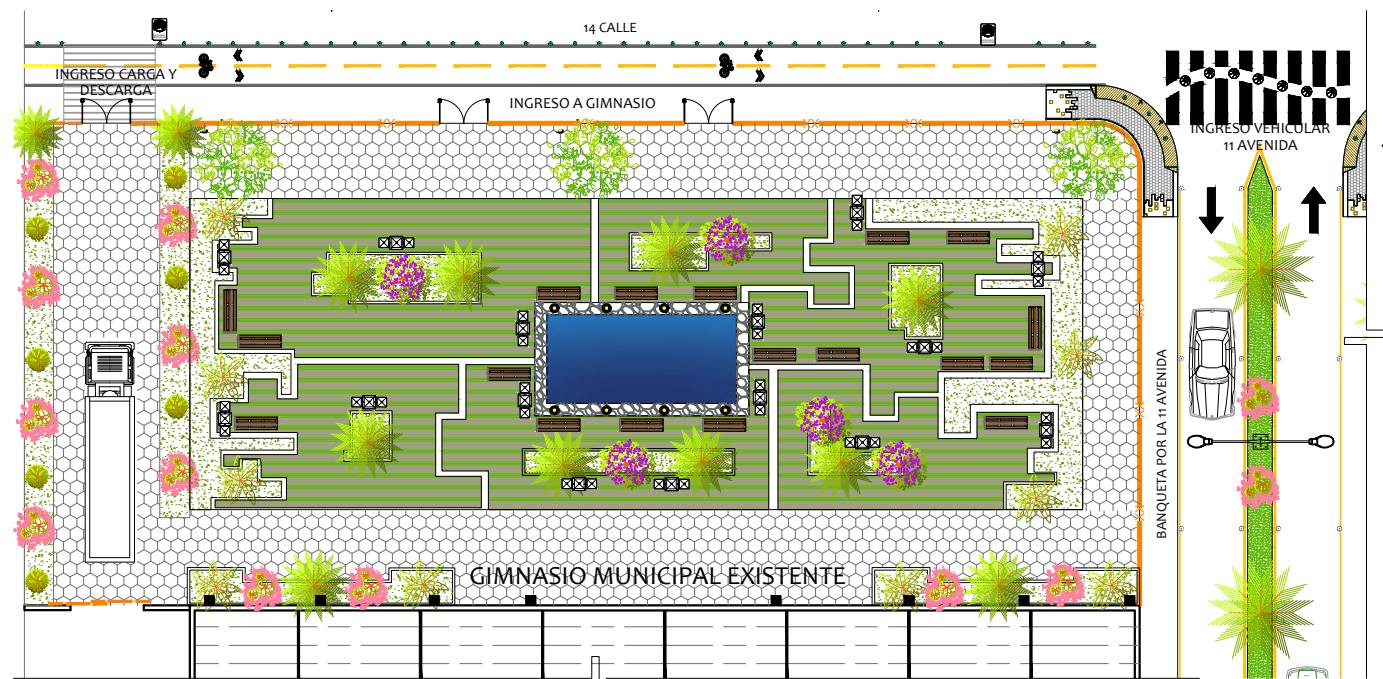 14 CALLE
INGRESO CARGA Y
DESCARGA
INGRESO A GIMNASIO
INGRESO VEHICULAR
11 AVENIDA
BANQUETA POR LA 11 AVENIDA
GIMNASIO MUNICIPAL EXISTENTE